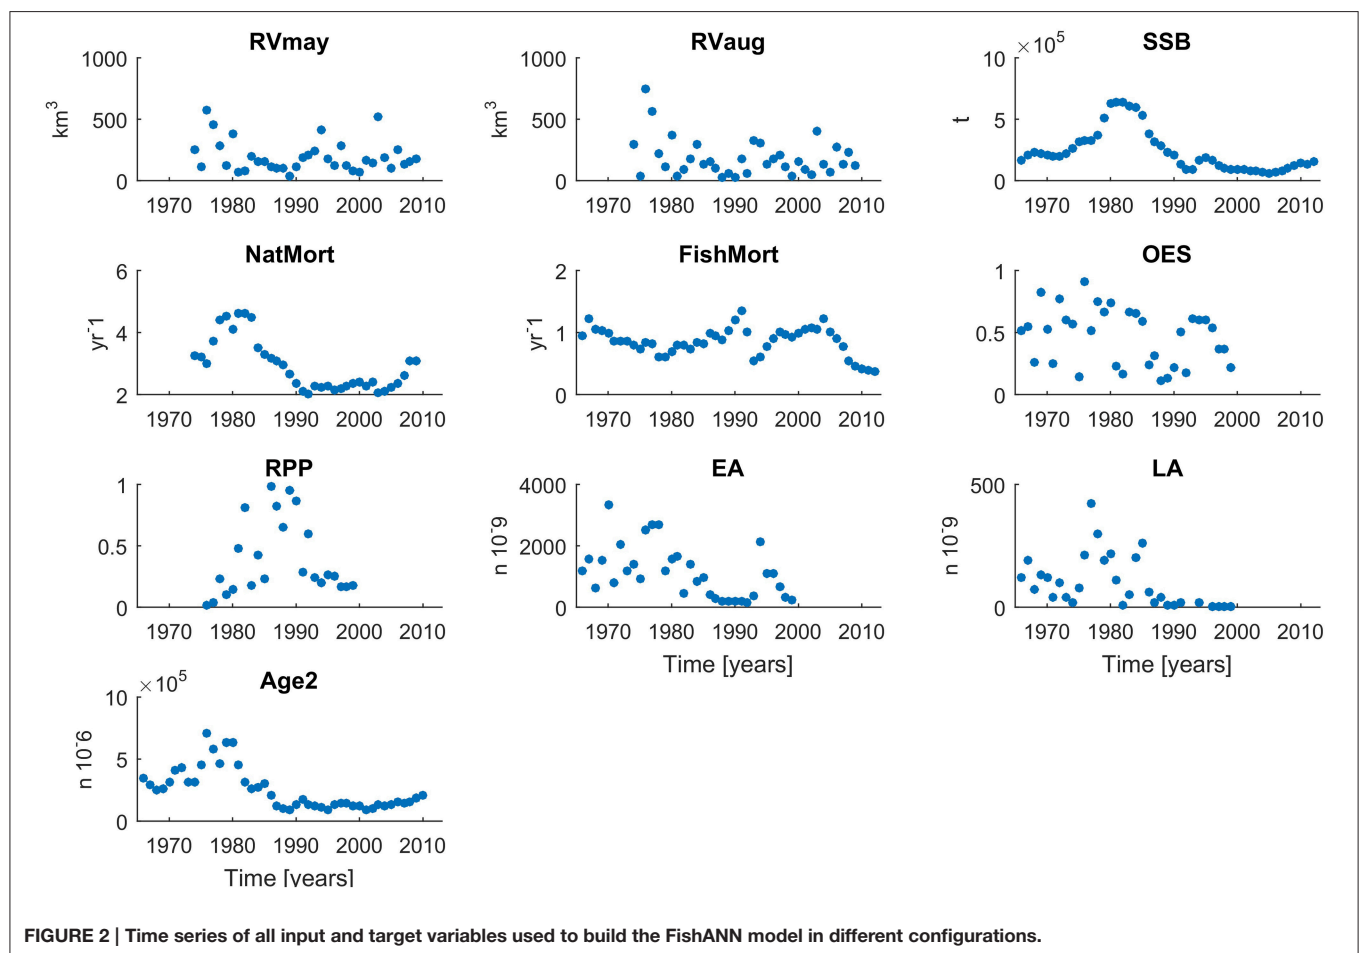 RVmay
1000
500
0
km³
1970 1980 1990 2000 2010
RVaug
1000
500
0
km³
1970 1980 1990 2000 2010
SSB
×10⁵
10
5
0
t
1970 1980 1990 2000 2010
NatMort
6
4
2
yr⁻1
1970 1980 1990 2000 2010
FishMort
2
1
0
yr⁻1
1970 1980 1990 2000 2010
OES
1
0.5
0
1970 1980 1990 2000 2010
RPP
1
0.5
0
1970 1980 1990 2000 2010
EA
4000
2000
0
n 10⁻9
1970 1980 1990 2000 2010
Time [years]
LA
500
0
n 10⁻9
1970 1980 1990 2000 2010
Time [years]
Age2
×10⁵
10
5
0
n 10⁻6
1970 1980 1990 2000 2010
Time [years]
FIGURE 2 | Time series of all input and target variables used to build the FishANN model in different configurations.